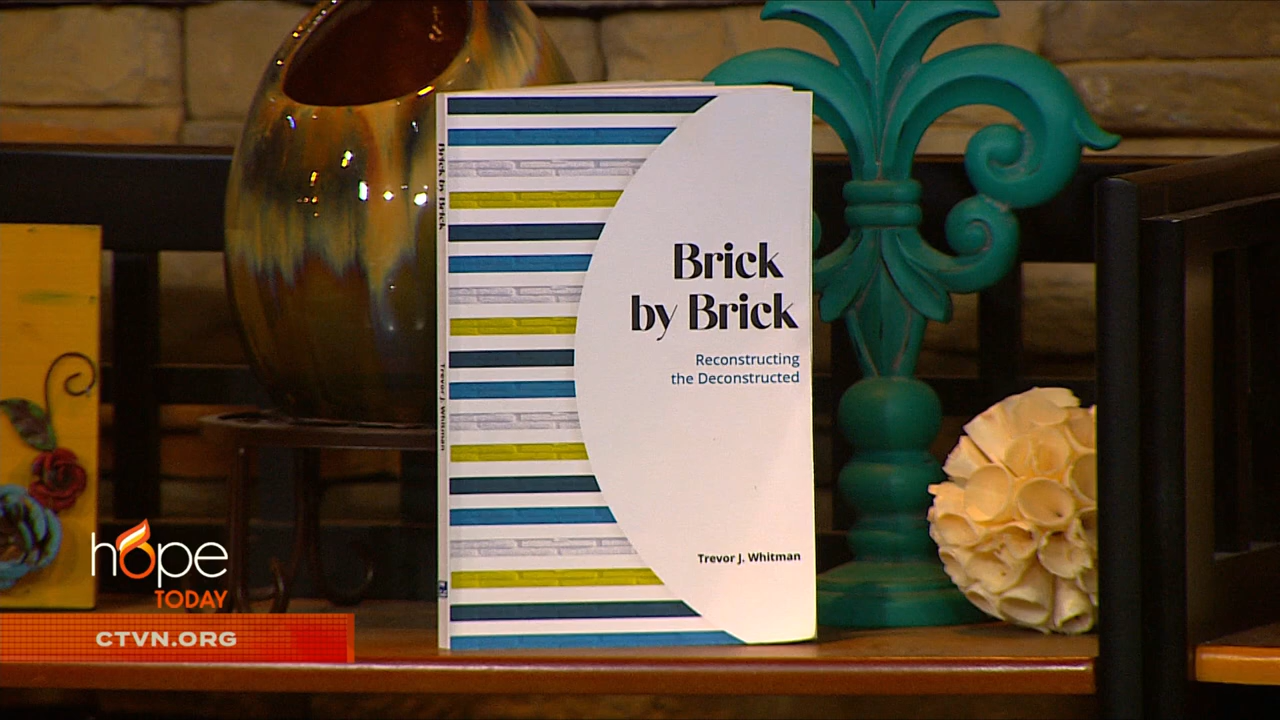 Brick by Brick
Trevor J. Whitman
Brick
by Brick
Reconstructing
the Deconstructed
Trevor J. Whitman
hope
TODAY
CTVN.ORG